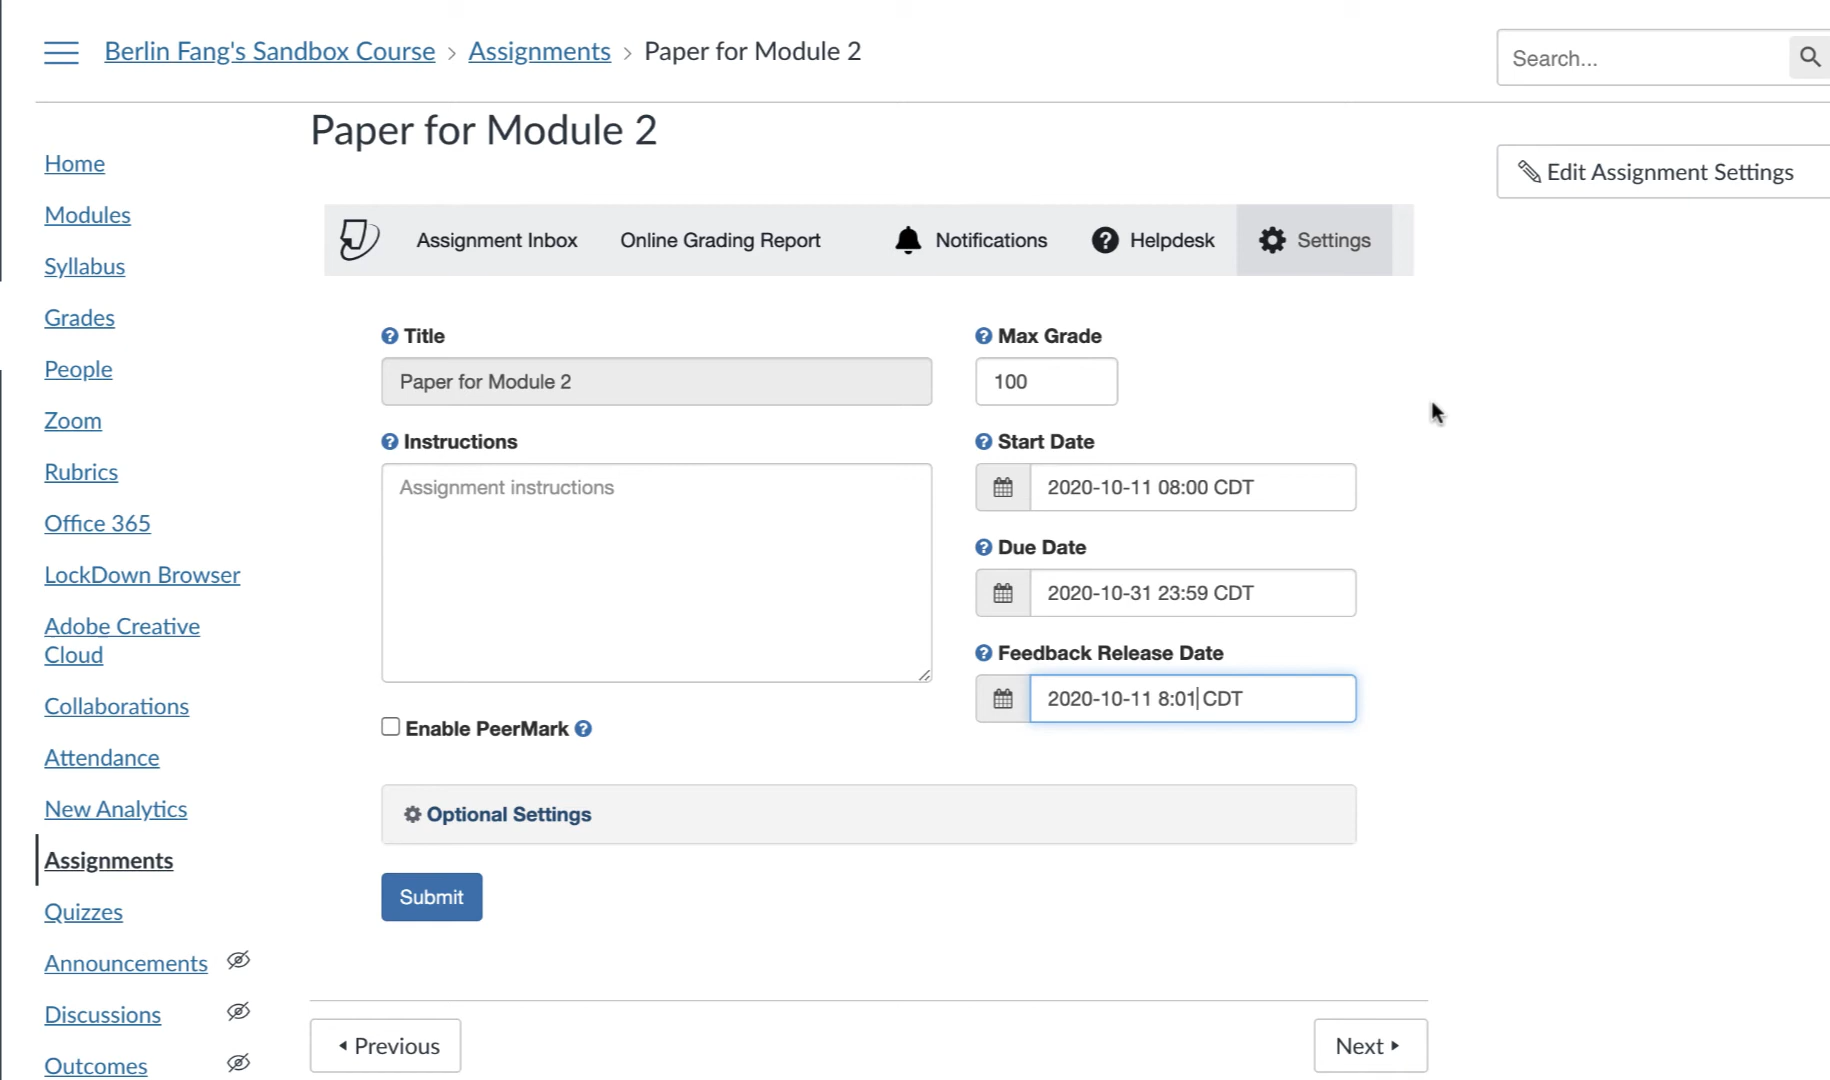 Berlin Fang's Sandbox Course › Assignments › Paper for Module 2
Search...
Paper for Module 2
Edit Assignment Settings
Home
Modules
Syllabus
Grades
People
Zoom
Rubrics
Office 365
LockDown Browser
Adobe Creative
Cloud
Collaborations
Attendance
New Analytics
Assignments
Quizzes
Announcements
Discussions
Outcomes
Assignment Inbox Online Grading Report Notifications Helpdesk Settings
Title
Paper for Module 2
Instructions
Assignment instructions
Enable PeerMark
Max Grade
100
Start Date
2020-10-11 08:00 CDT
Due Date
2020-10-31 23:59 CDT
Feedback Release Date
2020-10-11 8:01 CDT
Optional Settings
Submit
Previous
Next